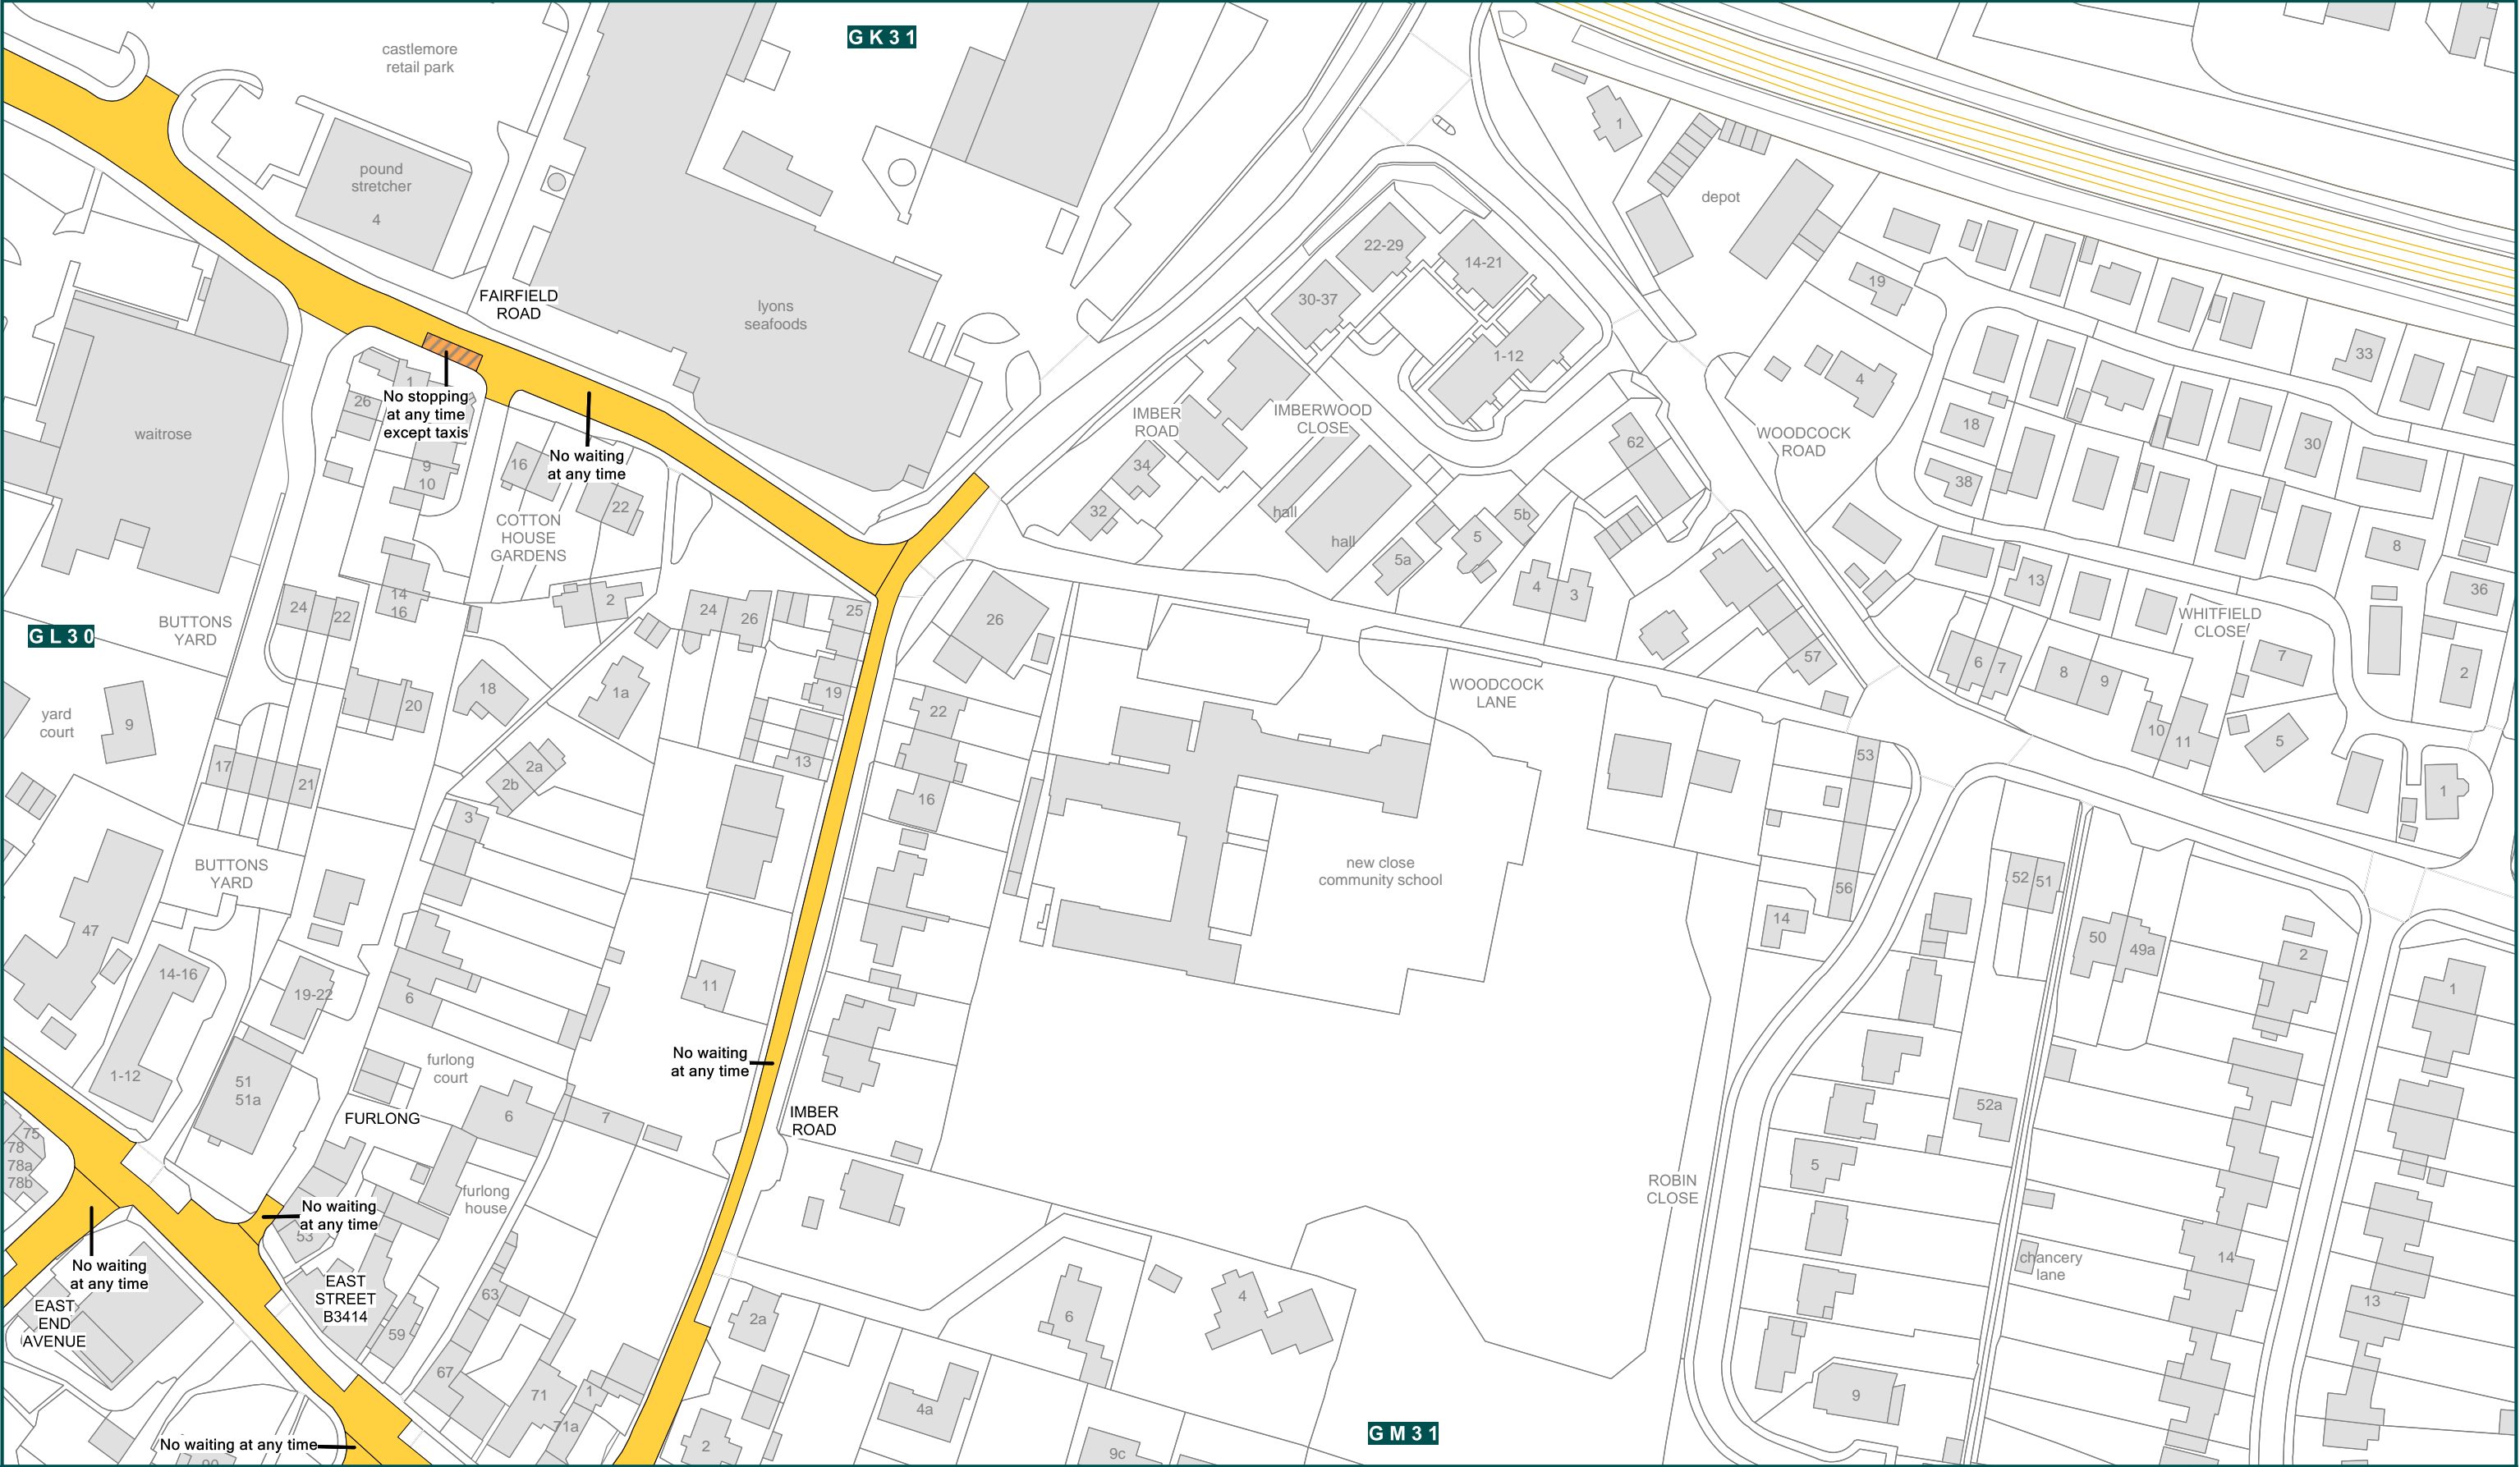 GK31
castlemore
retail park
pound
stretcher
4
FAIRFIELD
ROAD
lyons
seafoods
waitrose
1
26
No stopping
at any time
except taxis
9
10
16
No waiting
at any time
22
COTTON
HOUSE
GARDENS
2
14
16
24
22
BUTTONS
YARD
GL30
24
26
25
19
13
1a
18
20
yard
court
9
17
21
2a
2b
3
BUTTONS
YARD
47
14-16
1-12
19-22
51
51a
6
furlong
court
FURLONG
6
7
11
No waiting
at any time
IMBER
ROAD
furlong
house
75
78
78a
78b
No waiting
at any time
53
No waiting
at any time
EAST
END
AVENUE
EAST
STREET
B3414
59
63
67
71
71a
1
No waiting at any time
90
22-29
14-21
30-37
1-12
IMBER
ROAD
IMBERWOOD
CLOSE
34
32
hall
hall
62
5b
5
5a
4
3
26
22
16
1
depot
19
4
WOODCOCK
ROAD
33
18
30
38
8
13
36
WHITFIELD
CLOSE
57
6
7
8
9
10
11
7
5
2
1
WOODCOCK
LANE
new close
community school
53
56
14
52
51
50
49a
2
1
52a
5
ROBIN
CLOSE
chancery
lane
14
13
9
2a
6
4
4a
2
9c
GM31